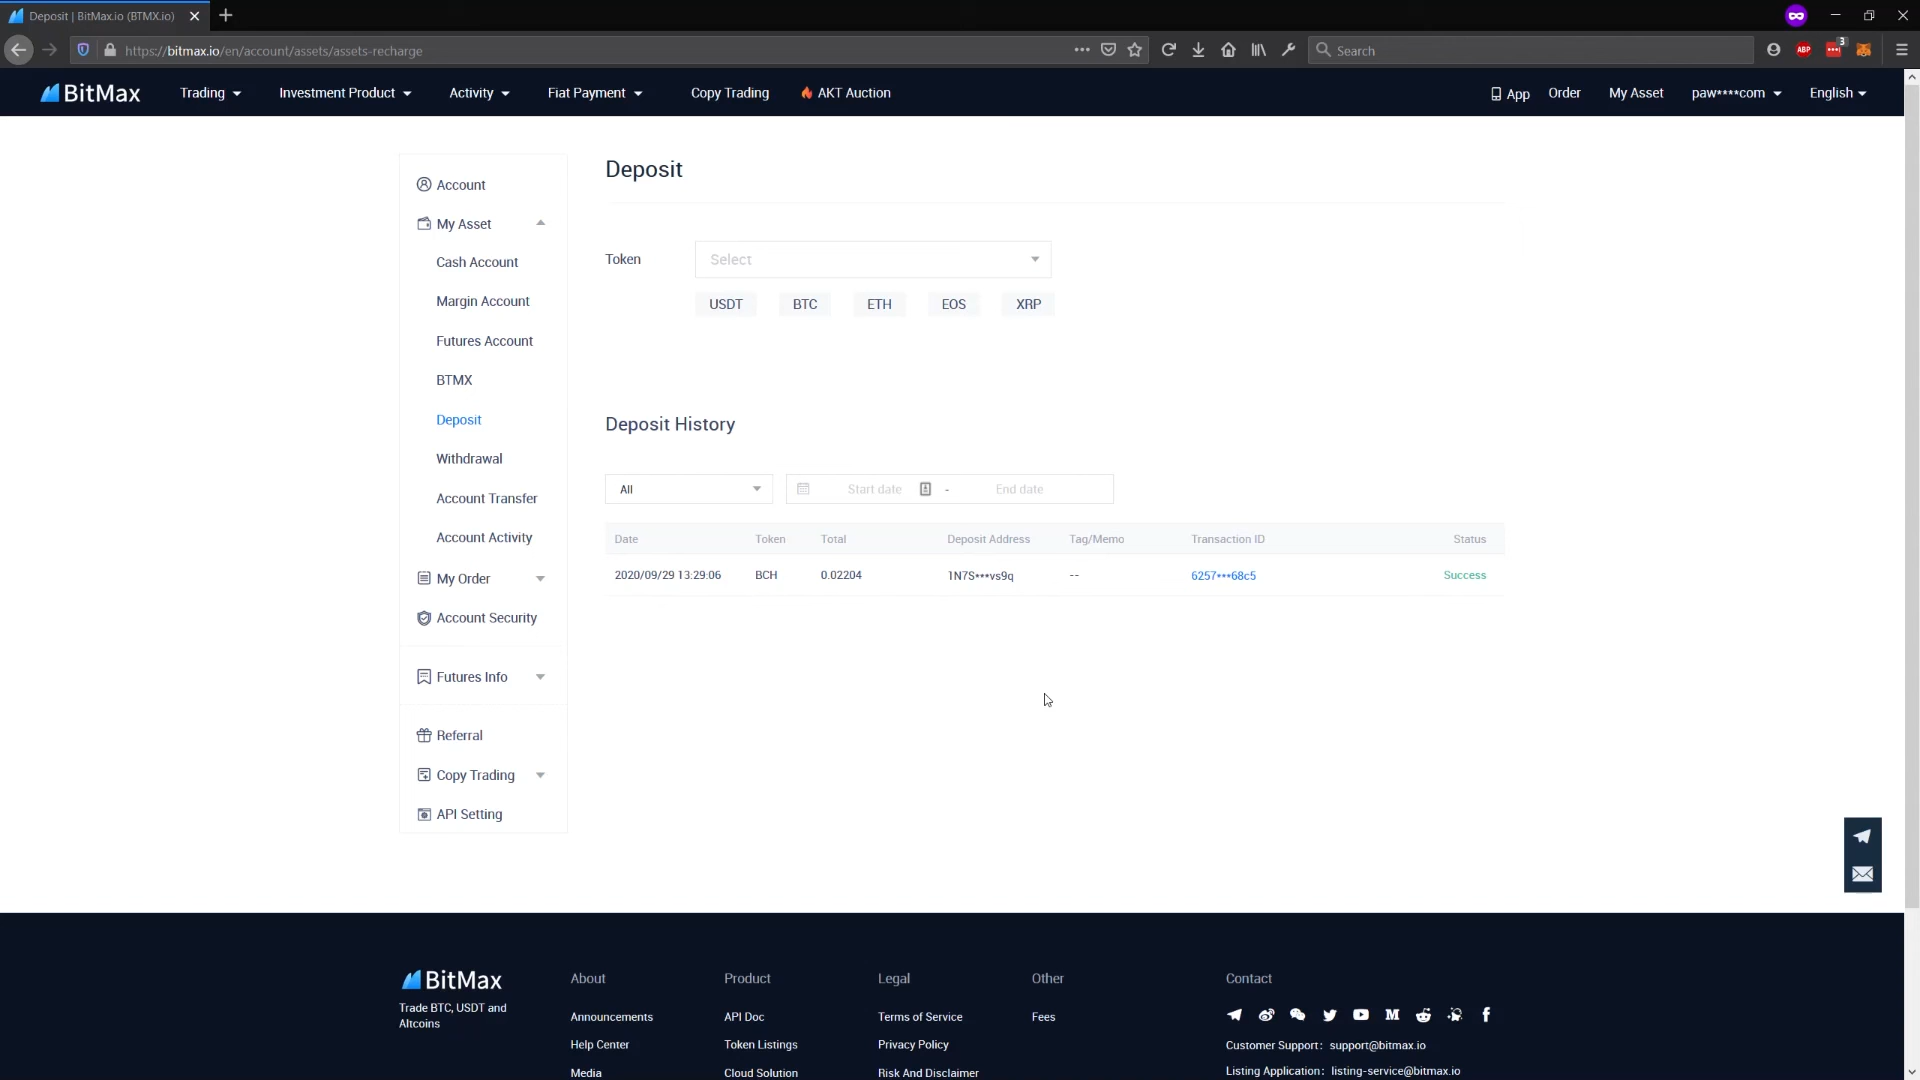 Deposit | BitMax.io (BTMX.io)
https://bitmax.io/en/account/assets/assets-recharge
Search
ABP
3
BitMax
Trading
Investment Product
Activity
Fiat Payment
Copy Trading
AKT Auction
App
Order
My Asset
paw****com
English
Account
My Asset
Cash Account
Margin Account
Futures Account
BTMX
Deposit
Withdrawal
Account Transfer
Account Activity
My Order
Account Security
Futures Info
Referral
Copy Trading
API Setting
Deposit
Token
Select
USDT BTC ETH EOS XRP
Deposit History
All
Start date - End date
Date Token Total Deposit Address Tag/Memo Transaction ID Status
2020/09/29 13:29:06 BCH 0.02204 1N7S***vs9q -- 6257***68c5 Success
BitMax
Trade BTC, USDT and
Altcoins
About
Announcements
Help Center
Media
Product
API Doc
Token Listings
Cloud Solution
Legal
Terms of Service
Privacy Policy
Risk And Disclaimer
Other
Fees
Contact
Customer Support: support@bitmax.io
Listing Application: listing-service@bitmax.io